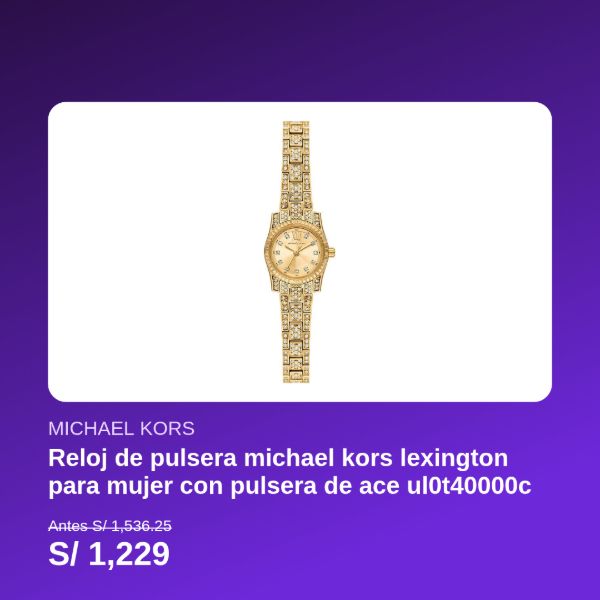 MICHAEL KORS
Reloj de pulsera michael kors lexington
para mujer con pulsera de ace ul0t40000c
Antes S/ 1,536.25
S/ 1,229